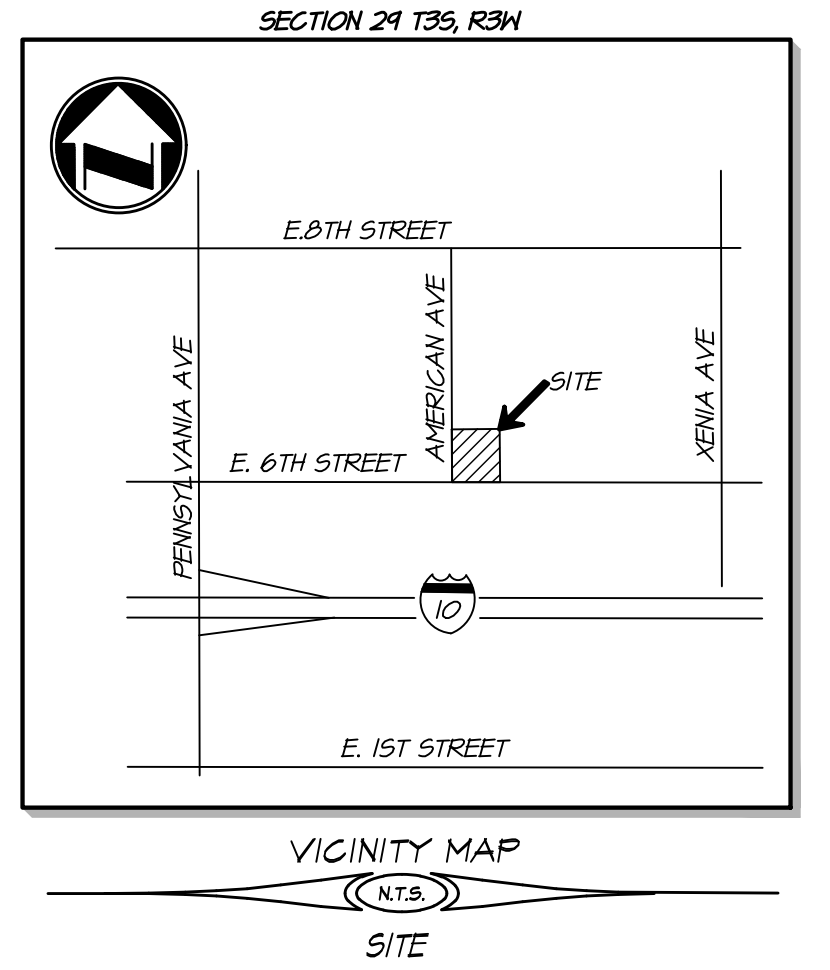 SECTION 29 T3S, R3W
N
E.8TH STREET
AMERICAN AVE
PENNSYLVANIA AVE
XENIA AVE
SITE
E. 6TH STREET
10
E. 1ST STREET
VICINITY MAP
N.T.S.
SITE